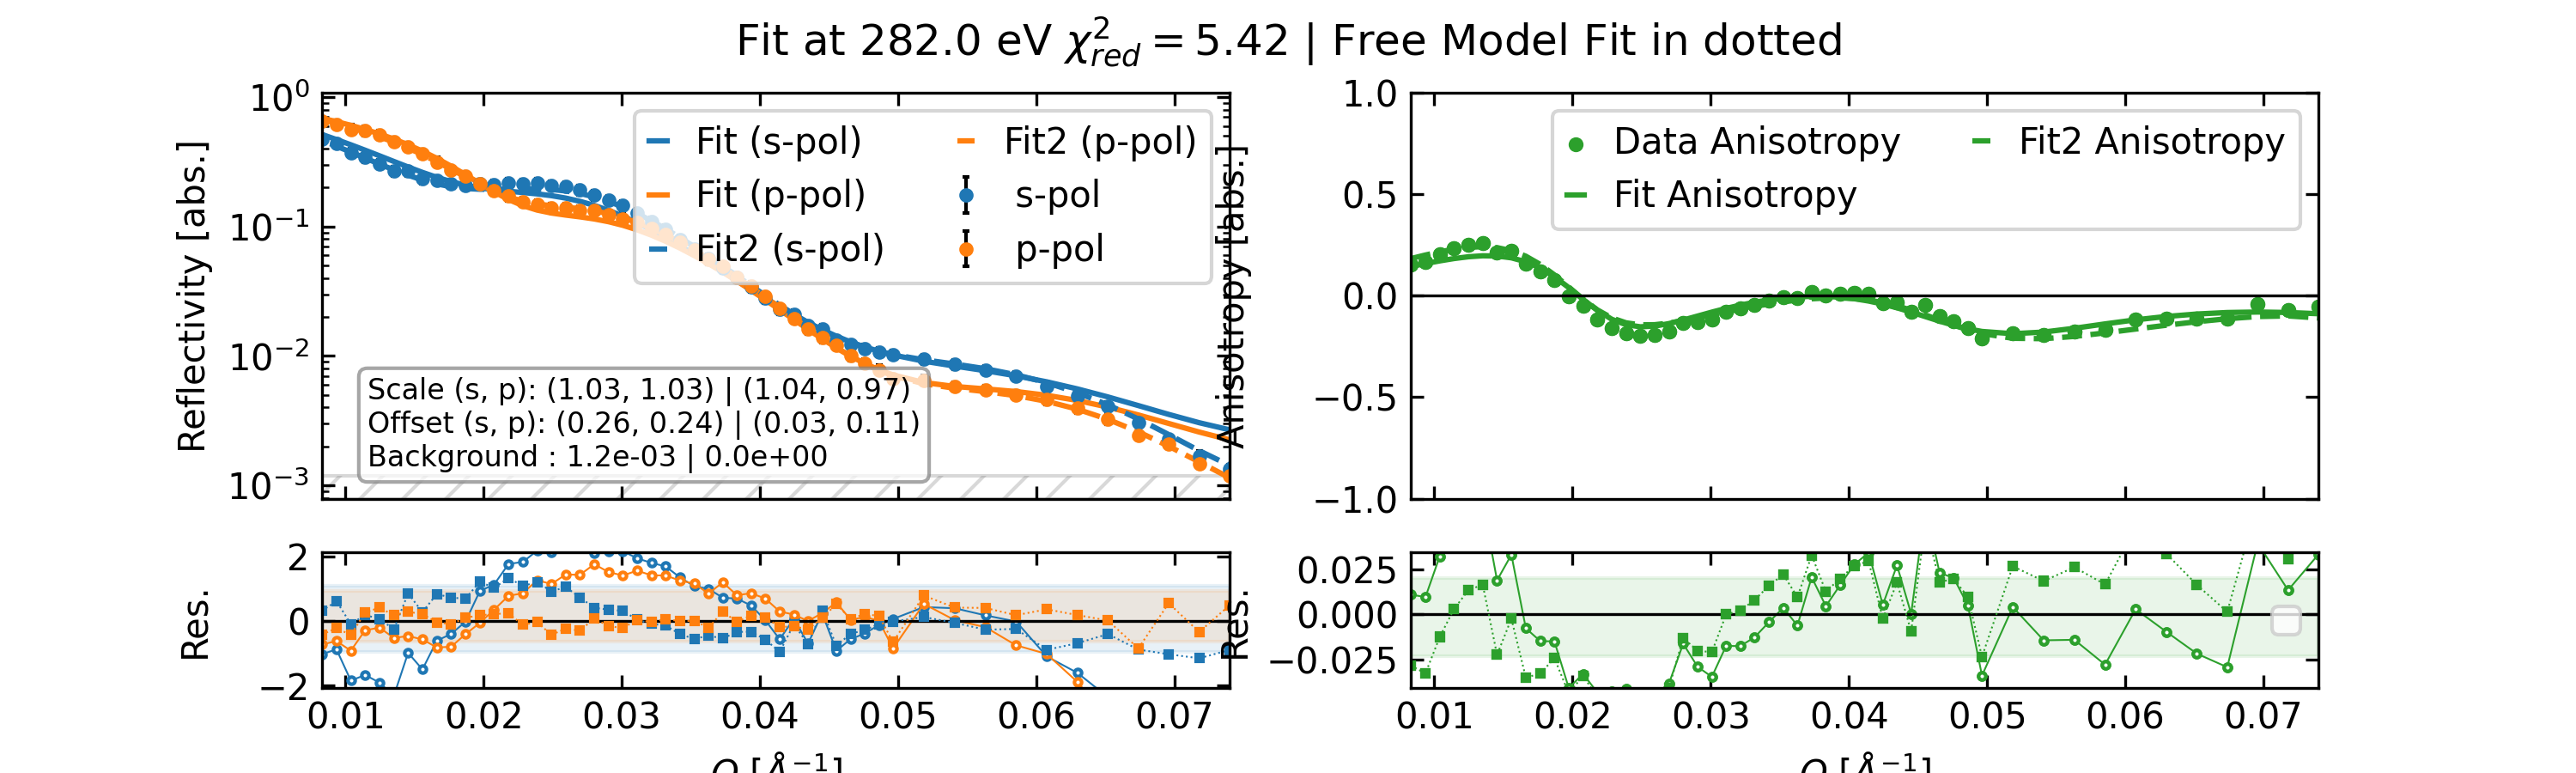 Fit at 282.0 eV χ²_red = 5.42 | Free Model Fit in dotted
Reflectivity [abs.]
10⁰
10⁻¹
10⁻²
10⁻³
Fit (s-pol)
Fit (p-pol)
Fit2 (s-pol)
Fit2 (p-pol)
s-pol
p-pol
Scale (s, p): (1.03, 1.03) | (1.04, 0.97)
Offset (s, p): (0.26, 0.24) | (0.03, 0.11)
Background : 1.2e-03 | 0.0e+00
Anisotropy [abs.]
1.0
0.5
0.0
−0.5
−1.0
Data Anisotropy
Fit Anisotropy
Fit2 Anisotropy
Res.
2
0
−2
0.01 0.02 0.03 0.04 0.05 0.06 0.07
Q [Å⁻¹]
Res.
0.025
0.000
−0.025
0.01 0.02 0.03 0.04 0.05 0.06 0.07
Q [Å⁻¹]